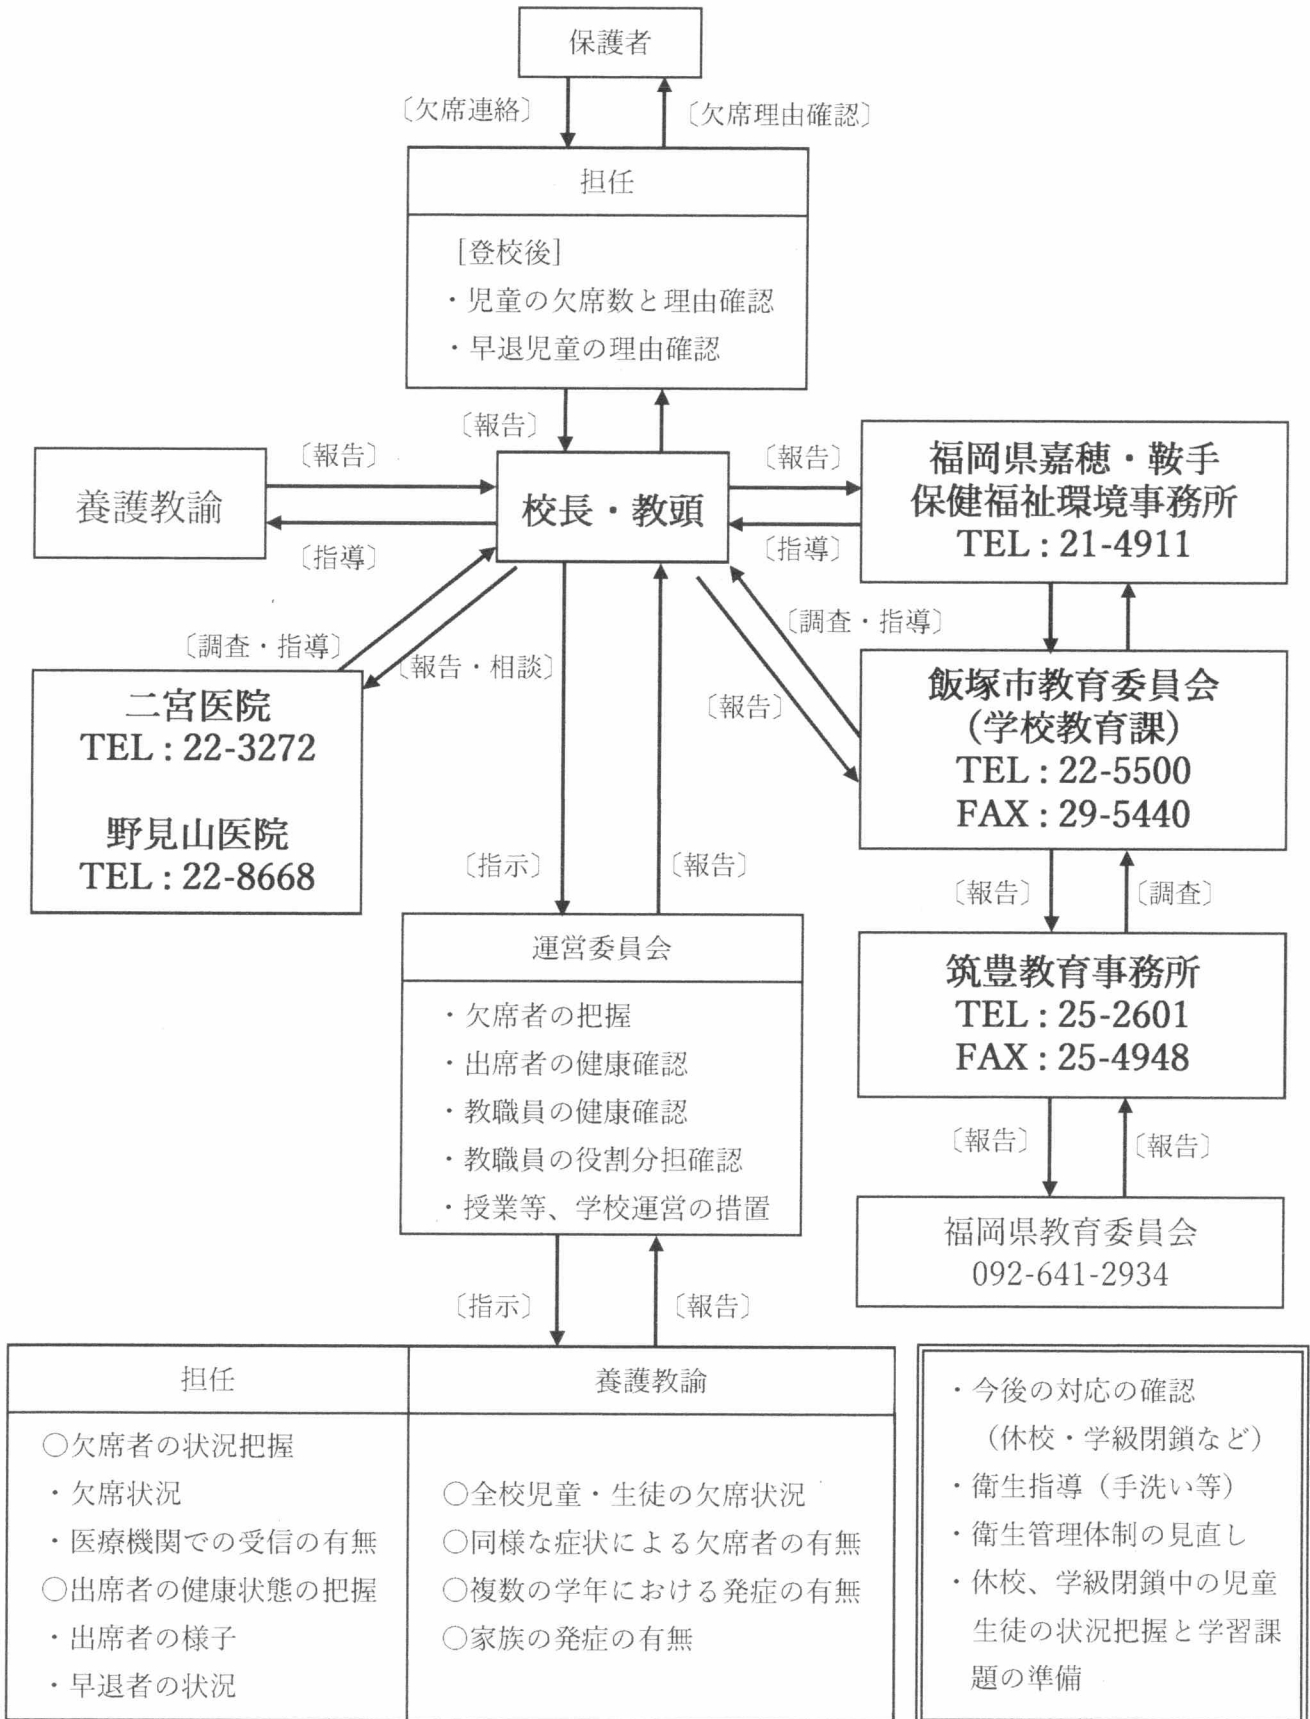 保護者
〔欠席連絡〕
〔欠席理由確認〕
担任
[登校後]
・児童の欠席数と理由確認
・早退児童の理由確認
〔報告〕
養護教諭
〔報告〕
〔指導〕
校長・教頭
〔報告〕
〔指導〕
福岡県嘉穂・鞍手
保健福祉環境事務所
TEL：21-4911
〔調査・指導〕
〔報告・相談〕
〔調査・指導〕
〔報告〕
二宮医院
TEL：22-3272
野見山医院
TEL：22-8668
飯塚市教育委員会
（学校教育課）
TEL：22-5500
FAX：29-5440
〔指示〕
〔報告〕
〔報告〕
〔調査〕
運営委員会
・欠席者の把握
・出席者の健康確認
・教職員の健康確認
・教職員の役割分担確認
・授業等、学校運営の措置
筑豊教育事務所
TEL：25-2601
FAX：25-4948
〔報告〕
〔報告〕
福岡県教育委員会
092-641-2934
〔指示〕
〔報告〕
担任
○欠席者の状況把握
・欠席状況
・医療機関での受信の有無
○出席者の健康状態の把握
・出席者の様子
・早退者の状況
養護教諭
○全校児童・生徒の欠席状況
○同様な症状による欠席者の有無
○複数の学年における発症の有無
○家族の発症の有無
・今後の対応の確認
（休校・学級閉鎖など）
・衛生指導（手洗い等）
・衛生管理体制の見直し
・休校、学級閉鎖中の児童
生徒の状況把握と学習課
題の準備